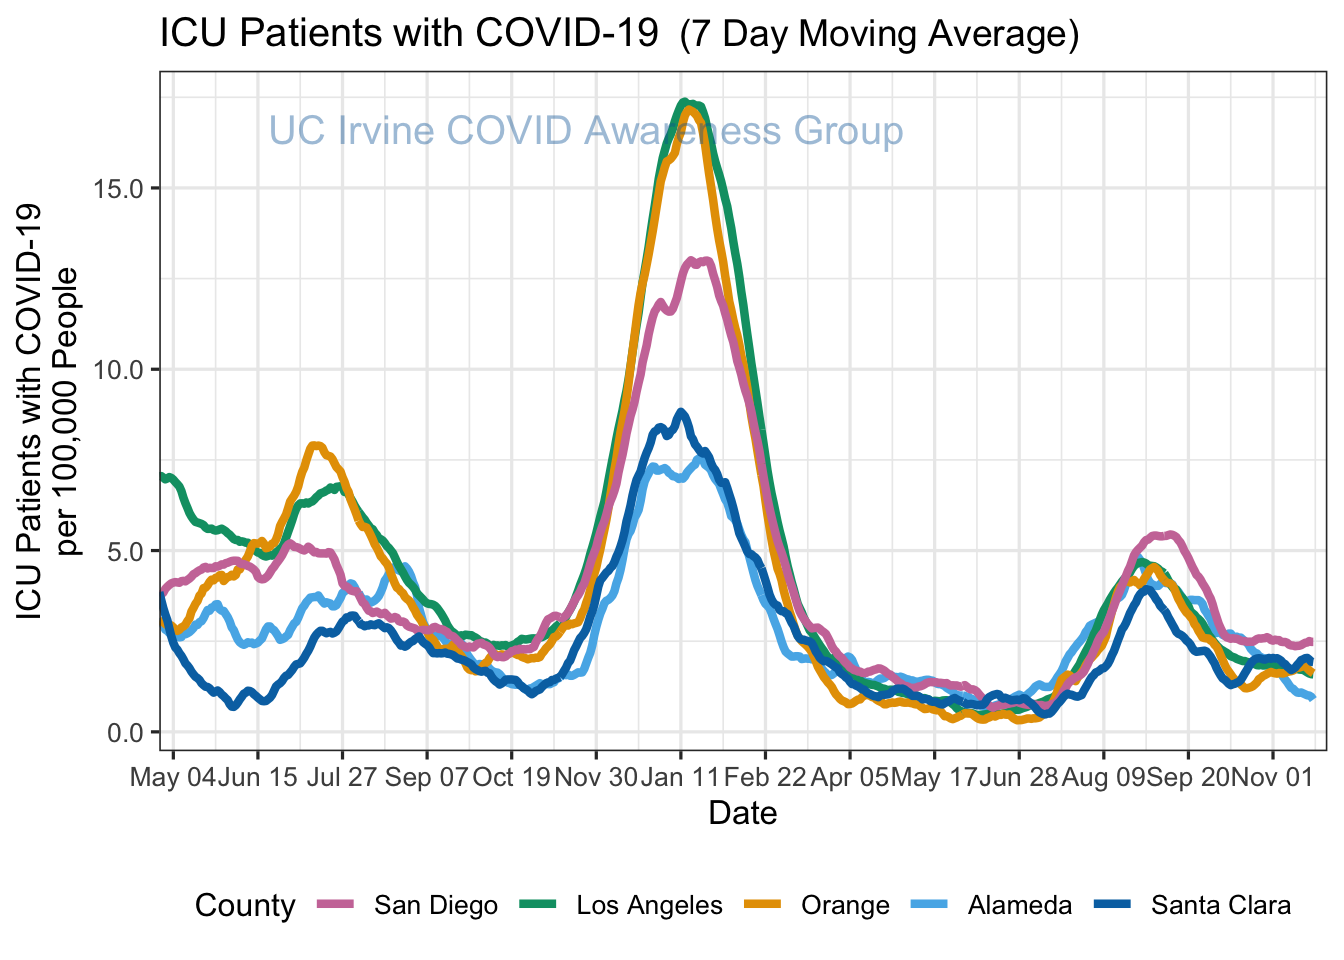 ICU Patients with COVID-19 (7 Day Moving Average)
UC Irvine COVID Awareness Group
ICU Patients with COVID-19
per 100,000 People
15.0
10.0
5.0
0.0
May 04 Jun 15 Jul 27 Sep 07 Oct 19 Nov 30 Jan 11 Feb 22 Apr 05 May 17 Jun 28 Aug 09 Sep 20 Nov 01
Date
County San Diego Los Angeles Orange Alameda Santa Clara